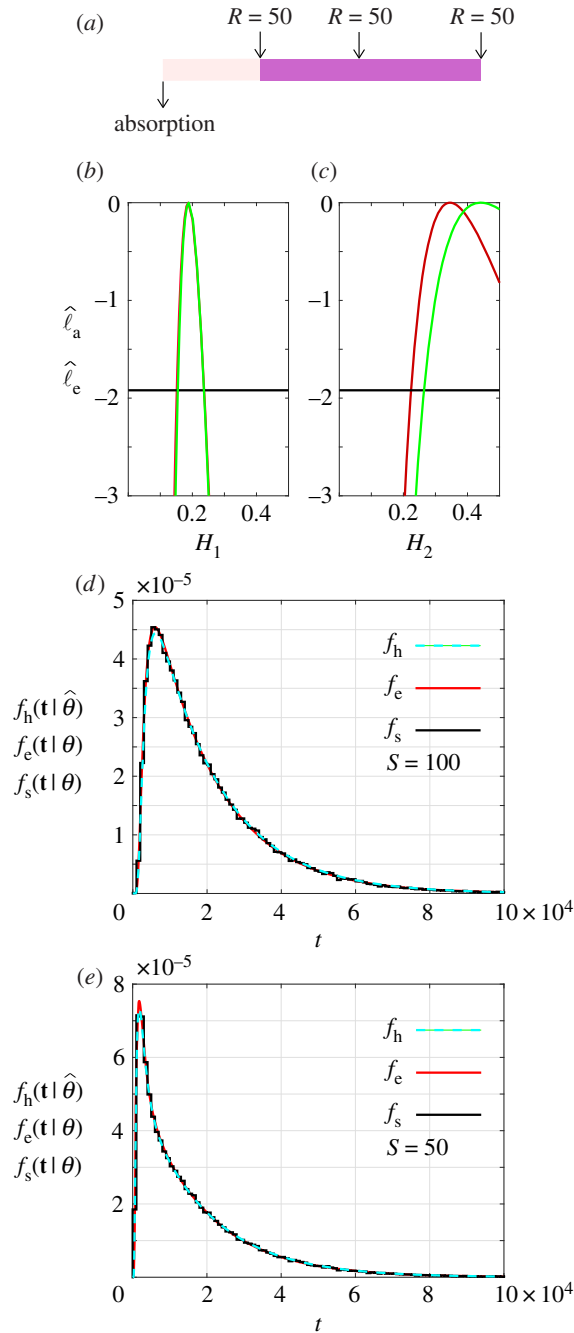 (a)
R = 50 R = 50 R = 50
absorption
(b) (c)
0 0
–1 –1
ℓ̂a
ℓ̂e
–2 –2
–3 –3
0.2 0.4 0.2 0.4
H1 H2
(d) ×10–5
5
4
3
2
1
fh(t | θ̂)
fe(t | θ)
fs(t | θ)
fh
fe
fs
S = 100
0 2 4 6 8 10 × 104
t
(e) ×10–5
8
6
4
2
fh(t | θ̂)
fe(t | θ)
fs(t | θ)
fh
fe
fs
S = 50
0 2 4 6 8 10 × 104
t